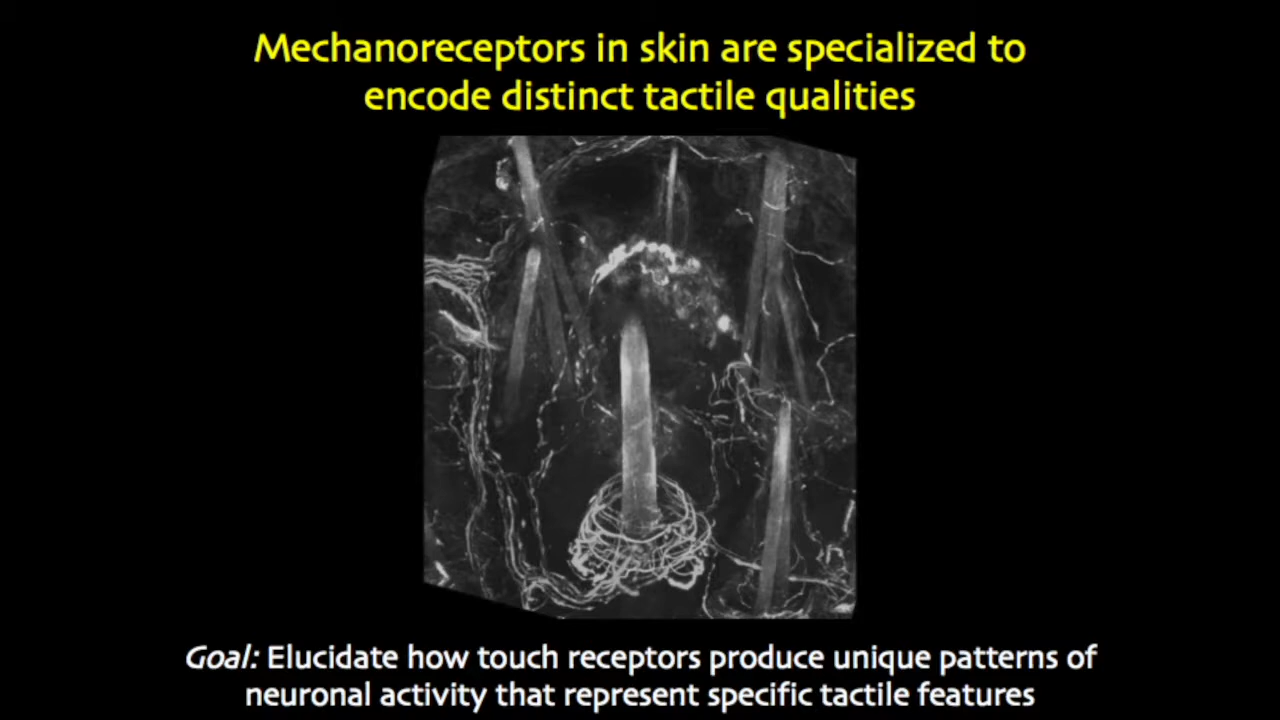 Mechanoreceptors in skin are specialized to
encode distinct tactile qualities
Goal: Elucidate how touch receptors produce unique patterns of
neuronal activity that represent specific tactile features